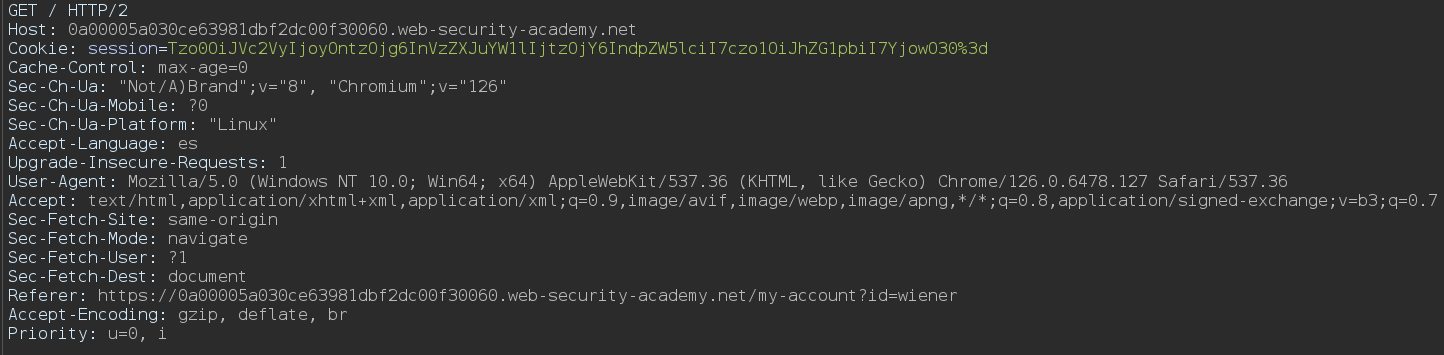 GET / HTTP/2
Host: 0a00005a030ce63981dbf2dc00f30060.web-security-academy.net
Cookie: session=Tzo0OiJVc2VyIjoyOntzOjg6InVzZXJuYW1lIjtzOjY6IndpZW5lciI7czo1OiJhZG1pbiI7YjowO30%3d
Cache-Control: max-age=0
Sec-Ch-Ua: "Not/A)Brand";v="8", "Chromium";v="126"
Sec-Ch-Ua-Mobile: ?0
Sec-Ch-Ua-Platform: "Linux"
Accept-Language: es
Upgrade-Insecure-Requests: 1
User-Agent: Mozilla/5.0 (Windows NT 10.0; Win64; x64) AppleWebKit/537.36 (KHTML, like Gecko) Chrome/126.0.6478.127 Safari/537.36
Accept: text/html,application/xhtml+xml,application/xml;q=0.9,image/avif,image/webp,image/apng,*/*;q=0.8,application/signed-exchange;v=b3;q=0.7
Sec-Fetch-Site: same-origin
Sec-Fetch-Mode: navigate
Sec-Fetch-User: ?1
Sec-Fetch-Dest: document
Referer: https://0a00005a030ce63981dbf2dc00f30060.web-security-academy.net/my-account?id=wiener
Accept-Encoding: gzip, deflate, br
Priority: u=0, i